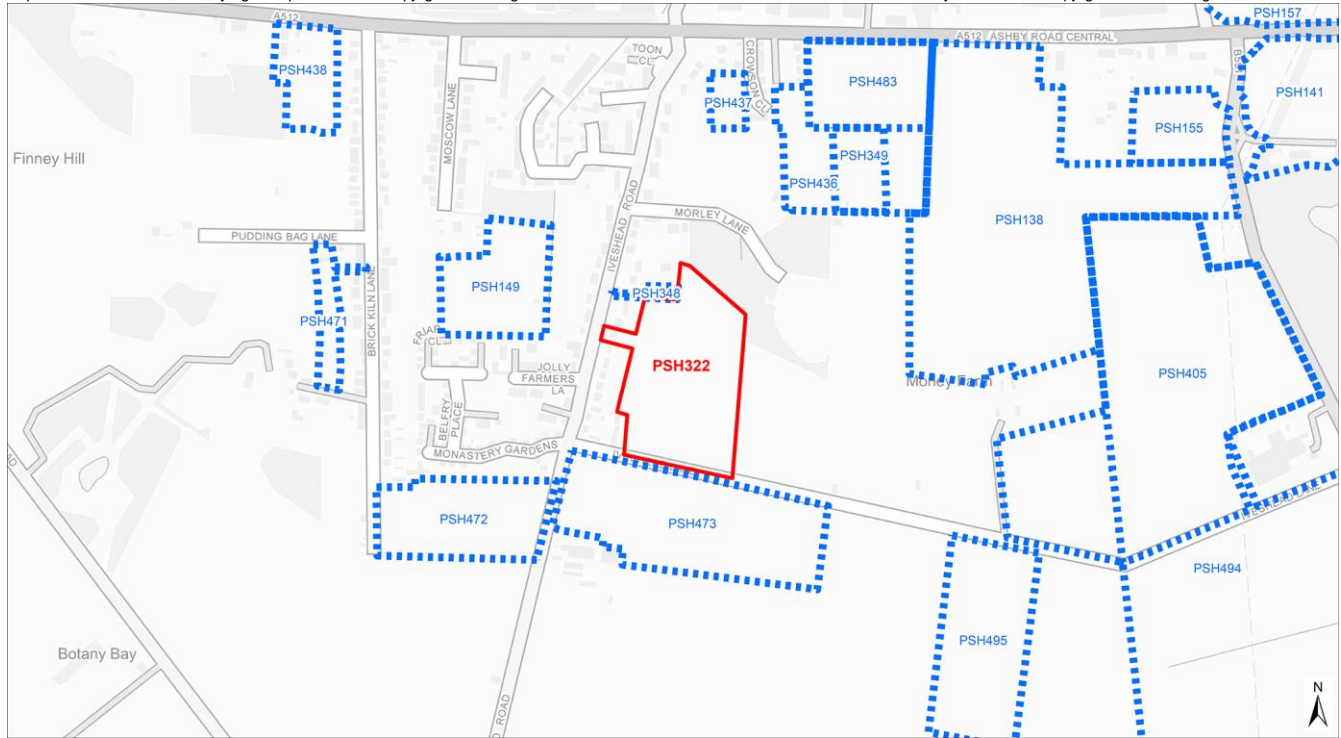 A512
PSH157
A512 ASHBY ROAD CENTRAL
TOON
CL
CROWSON CL
PSH438
PSH437
PSH483
PSH141
MOSCOW LANE
PSH155
Finney Hill
PSH349
PSH436
IVESHEAD ROAD
MORLEY LANE
PSH138
PUDDING BAG LANE
BRICK KILN LANE
PSH149
PSH348
PSH471
FRIAR
CL
JOLLY
FARMERS
LA
PSH322
PSH405
BELFRY
PLACE
MONASTERY GARDENS
PSH472
PSH473
PSH494
PSH495
Botany Bay
ROAD
N